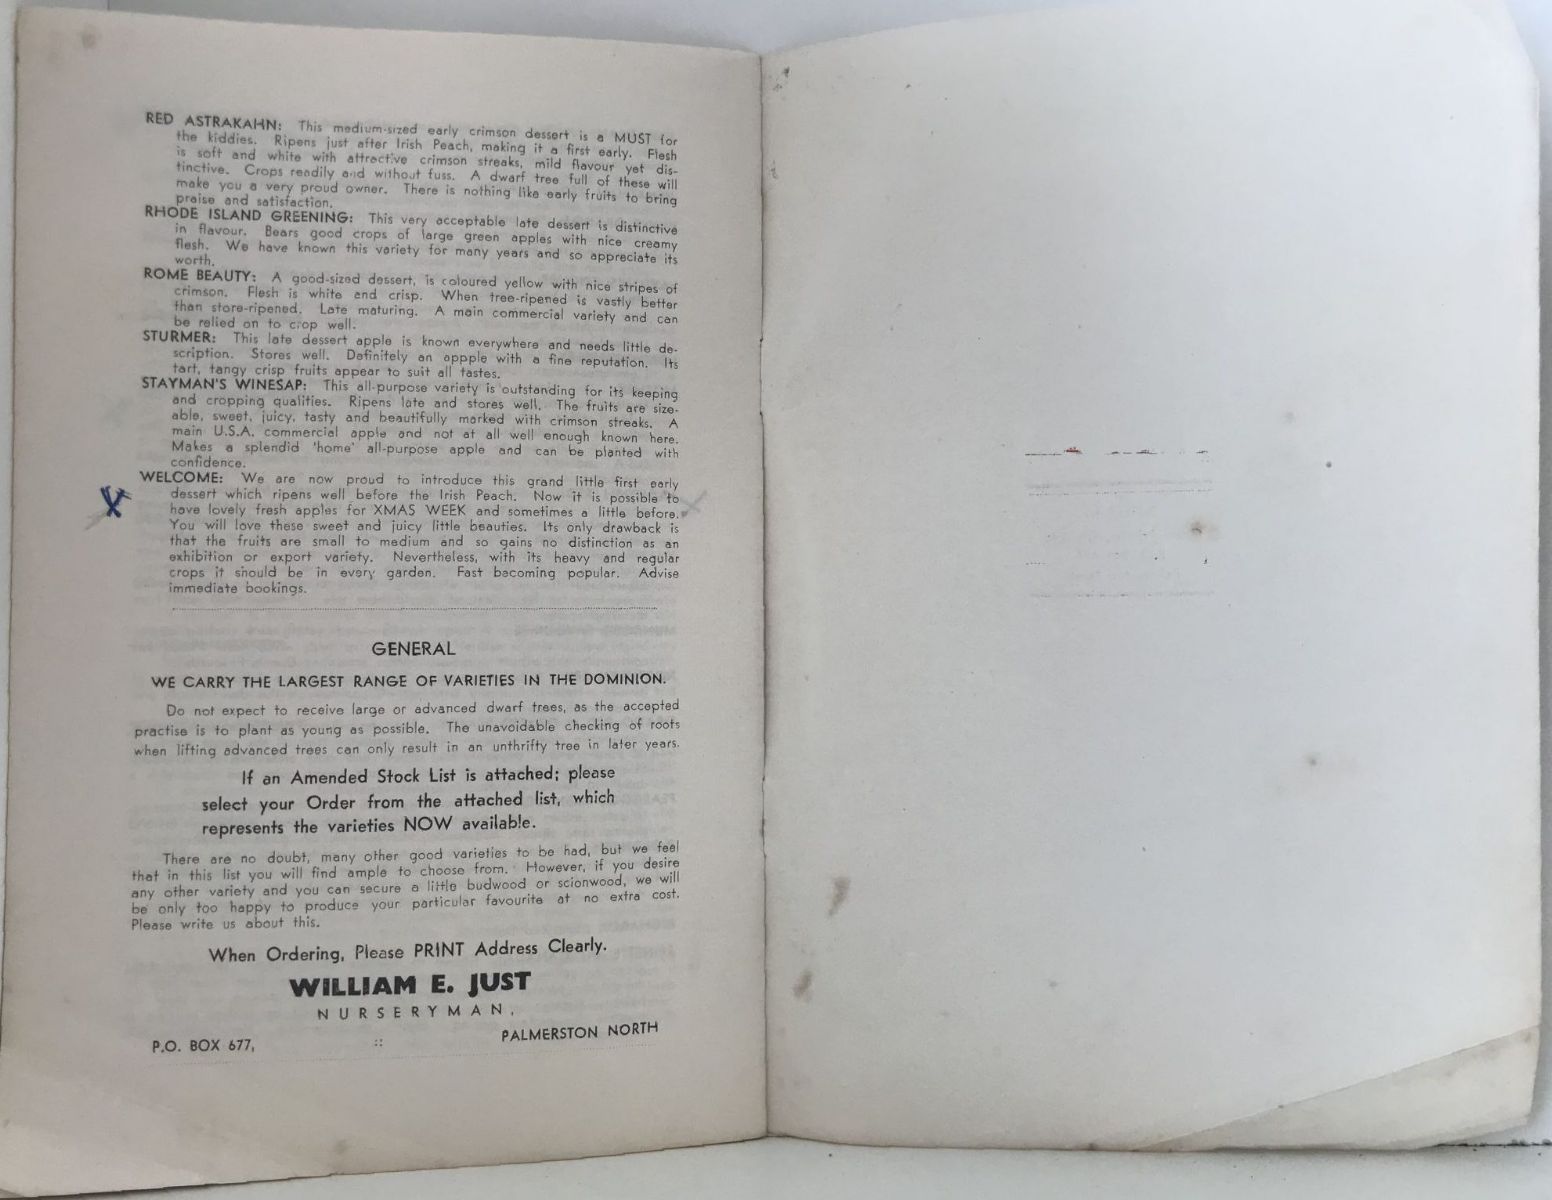 RED ASTRAKAHN: This medium-sized early crimson dessert is a MUST for
the kiddies. Ripens just after Irish Peach, making it a first early. Flesh
is soft and white with attractive crimson streaks, mild flavour yet dis-
tinctive. Crops readily and without fuss. A dwarf tree full of these will
make you a very proud owner. There is nothing like early fruits to bring
praise and satisfaction.
RHODE ISLAND GREENING: This very acceptable late dessert is distinctive
in flavour. Bears good crops of large green apples with nice creamy
flesh. We have known this variety for many years and so appreciate its
worth.
ROME BEAUTY: A good-sized dessert, is coloured yellow with nice stripes of
crimson. Flesh is white and crisp. When tree-ripened is vastly better
than store-ripened. Late maturing. A main commercial variety and can
be relied on to crop well.
STURMER: This late dessert apple is known everywhere and needs little de-
scription. Stores well. Definitely an appple with a fine reputation. Its
tart, tangy crisp fruits appear to suit all tastes.
STAYMAN'S WINESAP: This all-purpose variety is outstanding for its keeping
and cropping qualities. Ripens late and stores well. The fruits are size-
able, sweet, juicy, tasty and beautifully marked with crimson streaks. A
main U.S.A. commercial apple and not at all well enough known here.
Makes a splendid 'home' all-purpose apple and can be planted with
confidence.
WELCOME: We are now proud to introduce this grand little first early
dessert which ripens well before the Irish Peach. Now it is possible to
have lovely fresh apples for XMAS WEEK and sometimes a little before.
You will love these sweet and juicy little beauties. Its only drawback is
that the fruits are small to medium and so gains no distinction as an
exhibition or export variety. Nevertheless, with its heavy and regular
crops it should be in every garden. Fast becoming popular. Advise
immediate bookings.
GENERAL
WE CARRY THE LARGEST RANGE OF VARIETIES IN THE DOMINION.
Do not expect to receive large or advanced dwarf trees, as the accepted
practise is to plant as young as possible. The unavoidable checking of roots
when lifting advanced trees can only result in an unthrifty tree in later years.
If an Amended Stock List is attached; please
select your Order from the attached list, which
represents the varieties NOW available.
There are no doubt, many other good varieties to be had, but we feel
that in this list you will find ample to choose from. However, if you desire
any other variety and you can secure a little budwood or scionwood, we will
be only too happy to produce your particular favourite at no extra cost.
Please write us about this.
When Ordering, Please PRINT Address Clearly.
WILLIAM E. JUST
NURSERYMAN,
P.O. BOX 677, :: PALMERSTON NORTH